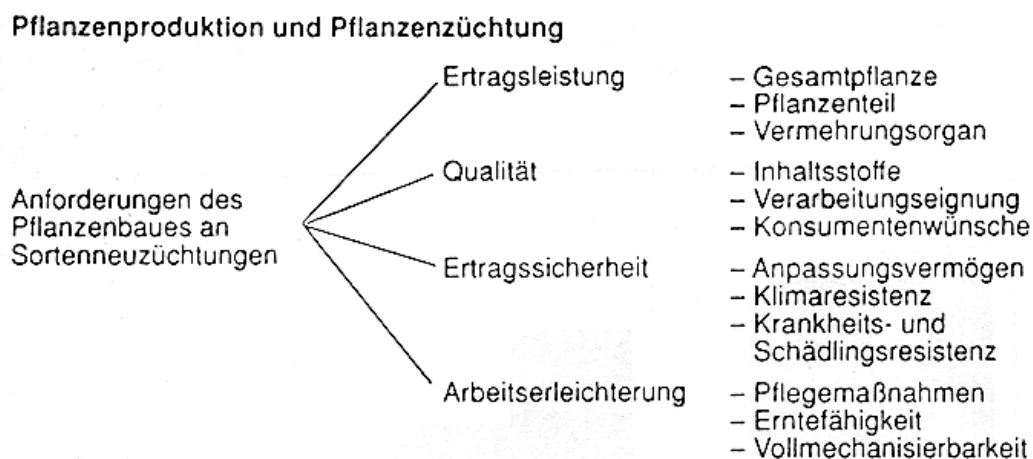 Pflanzenproduktion und Pflanzenzüchtung
Anforderungen des
Pflanzenbaues an
Sortenneuzüchtungen
Ertragsleistung
– Gesamtpflanze
– Pflanzenteil
– Vermehrungsorgan
Qualität
– Inhaltsstoffe
– Verarbeitungseignung
– Konsumentenwünsche
Ertragssicherheit
– Anpassungsvermögen
– Klimaresistenz
– Krankheits- und
Schädlingsresistenz
Arbeitserleichterung
– Pflegemaßnahmen
– Erntefähigkeit
– Vollmechanisierbarkeit